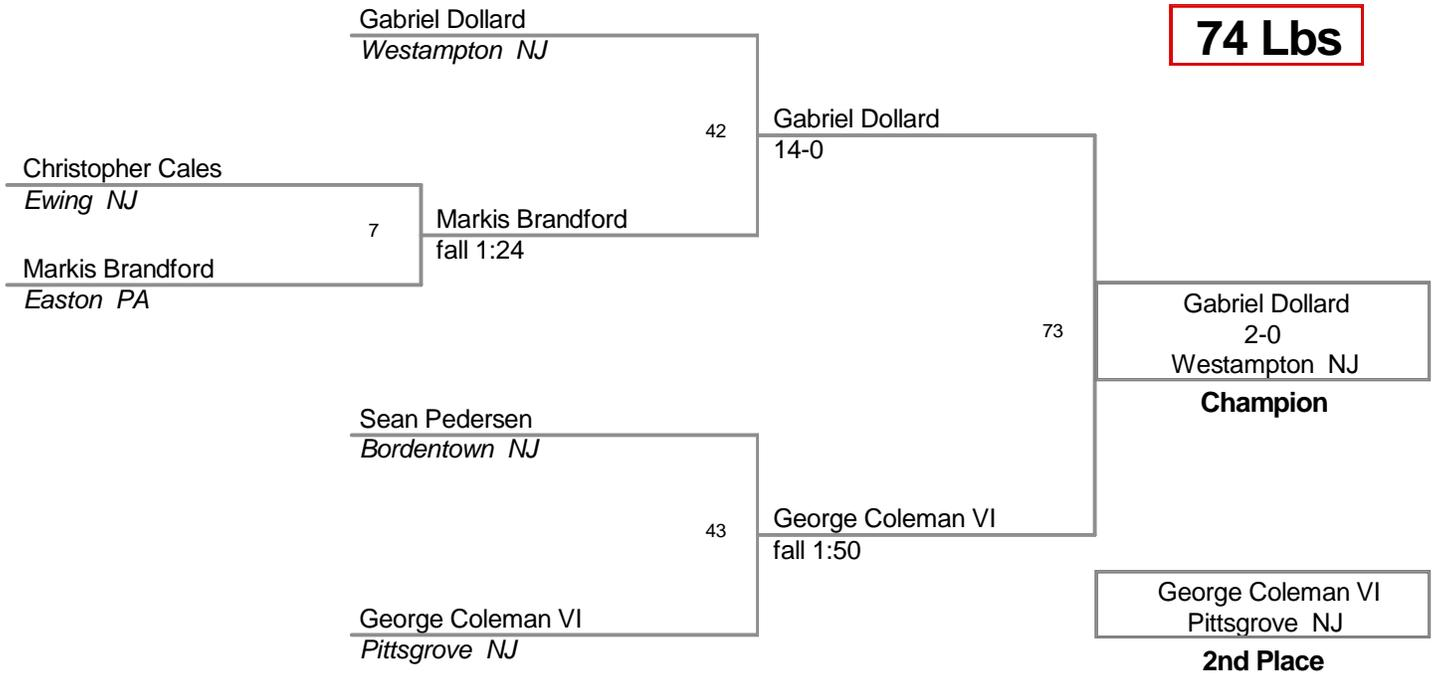 Gabriel Dollard
Westampton NJ
74 Lbs
42
Gabriel Dollard
14-0
Christopher Cales
Ewing NJ
7
Markis Brandford
fall 1:24
Markis Brandford
Easton PA
73
Gabriel Dollard
2-0
Westampton NJ
Champion
Sean Pedersen
Bordentown NJ
43
George Coleman VI
fall 1:50
George Coleman VI
Pittsgrove NJ
George Coleman VI
Pittsgrove NJ
2nd Place